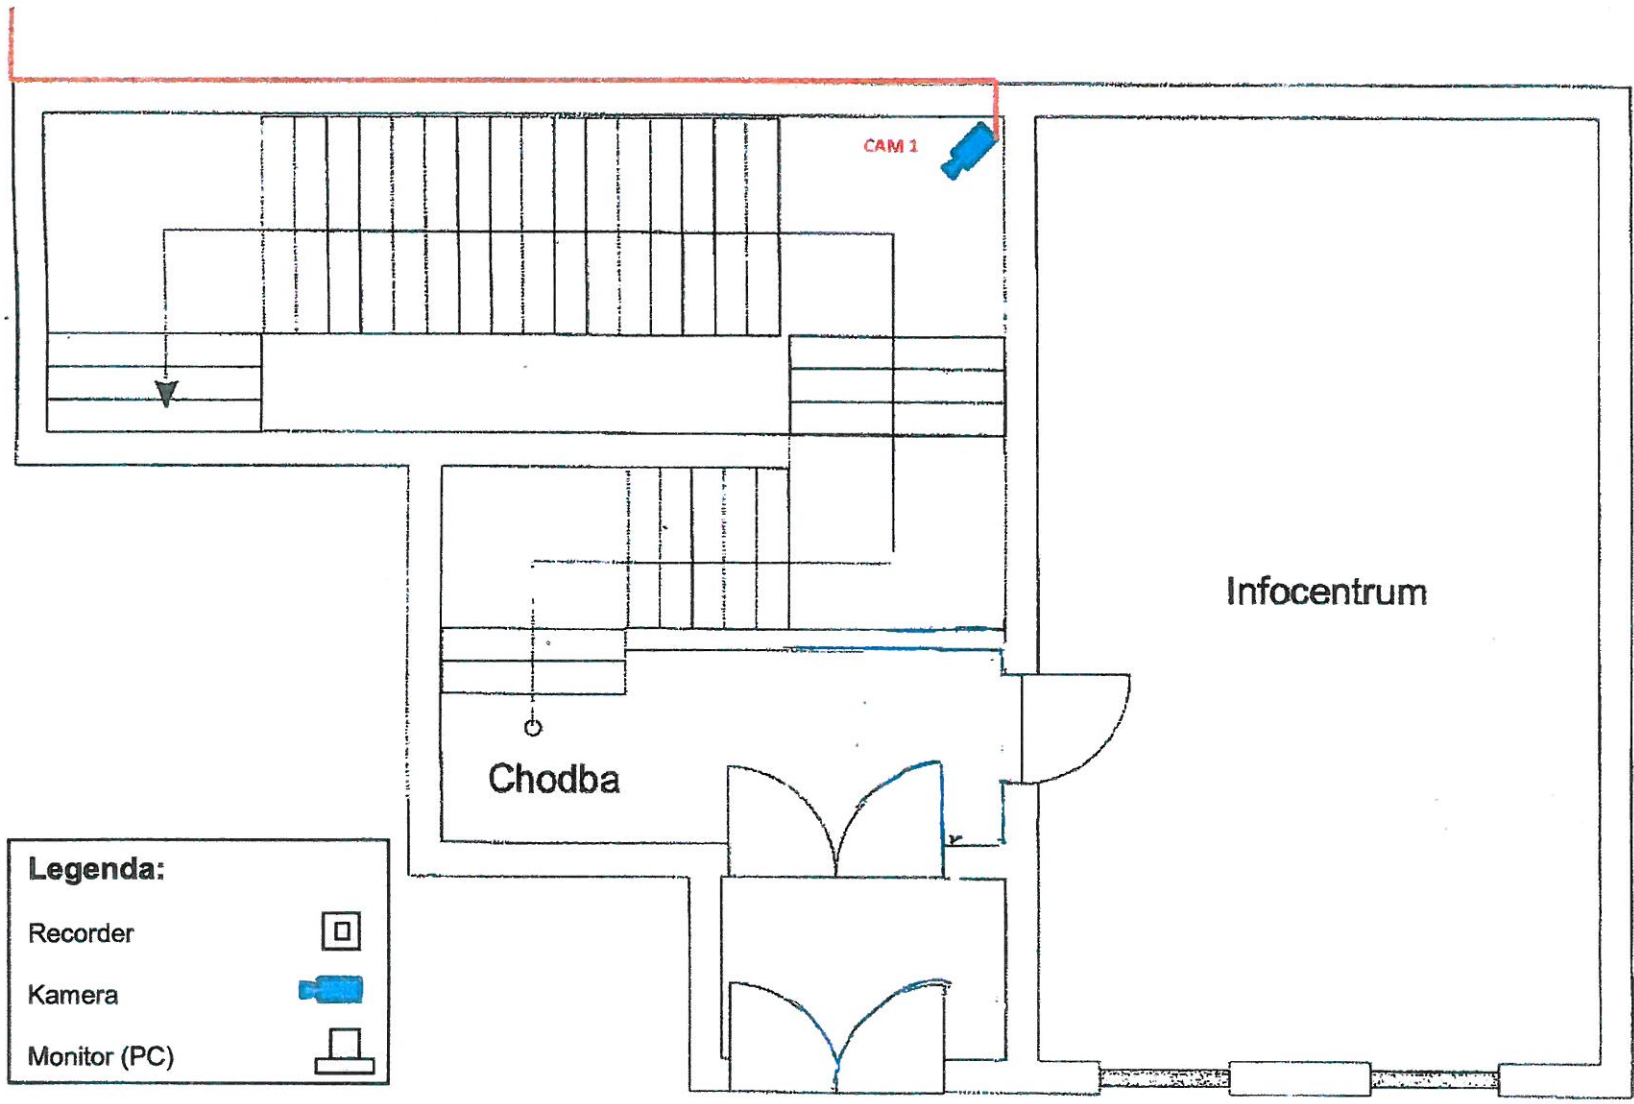 CAM 1
Infocentrum
Chodba
Legenda:
Recorder
Kamera
Monitor (PC)